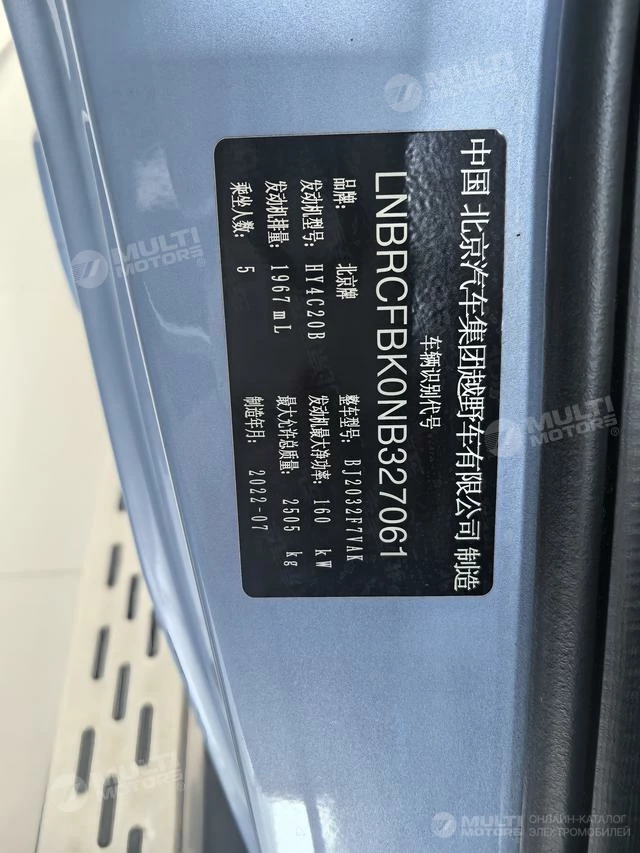 中国 北京汽车集团越野车有限公司 制造
车辆识别代号
LNBRCFBK0NB327061
品牌: 北京牌 整车型号: BJ2032F7VAK
发动机型号: HY4C20B 发动机最大净功率: 160 kW
发动机排量: 1967mL 最大允许总质量: 2505 kg
乘坐人数: 5 制造年月: 2022-07
MULTI MOTORS
MULTI MOTORS
MULTI MOTORS
MULTI MOTORS
MULTI MOTORS
MULTI MOTORS ОНЛАЙН-КАТАЛОГ ЭЛЕКТРОМОБИЛЕЙ